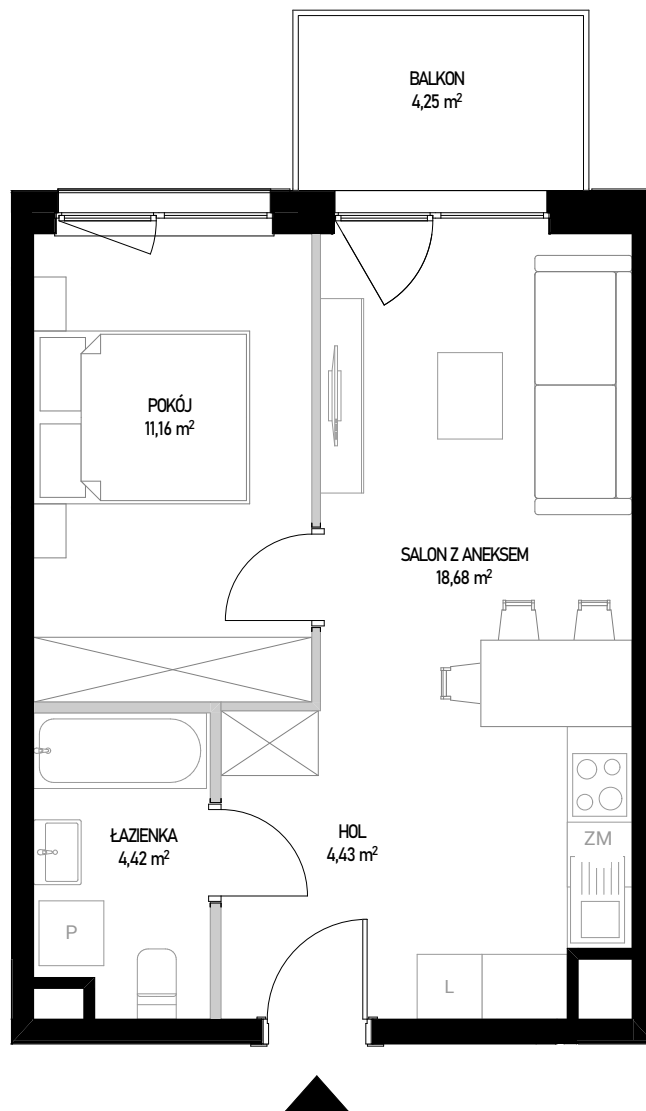 BALKON
4,25 m²
POKÓJ
11,16 m²
SALON Z ANEKSEM
18,68 m²
ŁAZIENKA
4,42 m²
HOL
4,43 m²
ZM
P
L